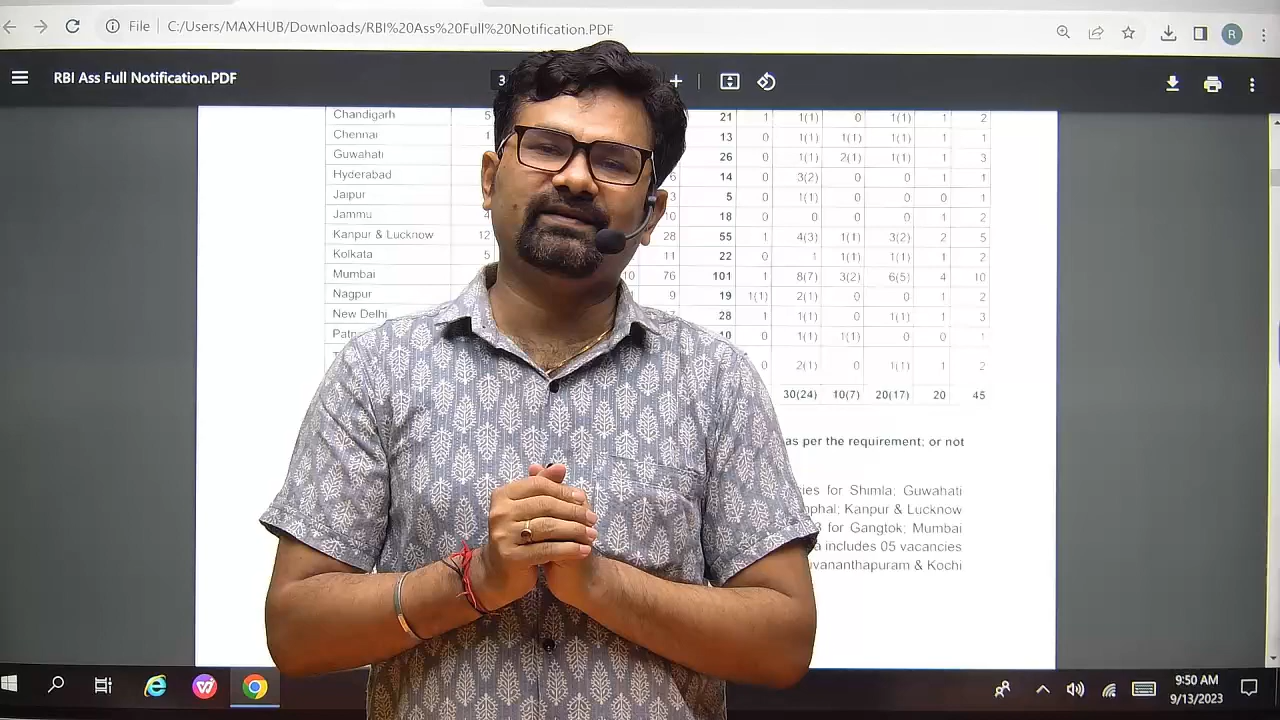 File C:/Users/MAXHUB/Downloads/RBI%20Ass%20Full%20Notification.PDF R
RBI Ass Full Notification.PDF 3
Chandigarh 5 21 1 1(1) 0 1(1) 1 2
Chennai 1 13 0 1(1) 1(1) 1(1) 1 1
Guwahati 26 0 1(1) 2(1) 1(1) 1 3
Hyderabad 6 14 0 3(2) 0 0 1 1
Jaipur 3 5 0 1(1) 0 0 0 1
Jammu 4 10 18 0 0 0 0 1 2
Kanpur & Lucknow 12 28 55 1 4(3) 1(1) 3(2) 2 5
Kolkata 5 11 22 0 1 1(1) 1(1) 1 2
Mumbai 10 76 101 1 8(7) 3(2) 6(5) 4 10
Nagpur 9 19 1(1) 2(1) 0 0 1 2
New Delhi 28 1 1(1) 0 1(1) 1 3
10 0 1(1) 1(1) 0 0 1
0 2(1) 0 1(1) 1 2
30(24) 10(7) 20(17) 20 45
as per the requirement; or not
for Shimla; Guwahati
Kanpur & Lucknow
for Gangtok; Mumbai
includes 05 vacancies
& Kochi
9:50 AM
9/13/2023